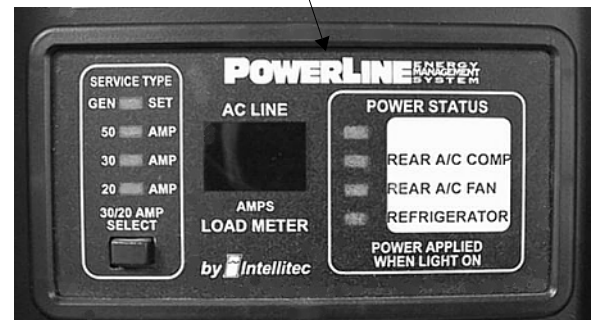 POWERLINE ENERGY MANAGEMENT SYSTEM
SERVICE TYPE
GEN SET
50 AMP
30 AMP
20 AMP
30/20 AMP
SELECT
AC LINE
AMPS
LOAD METER
by Intellitec
POWER STATUS
REAR A/C COMP
REAR A/C FAN
REFRIGERATOR
POWER APPLIED
WHEN LIGHT ON